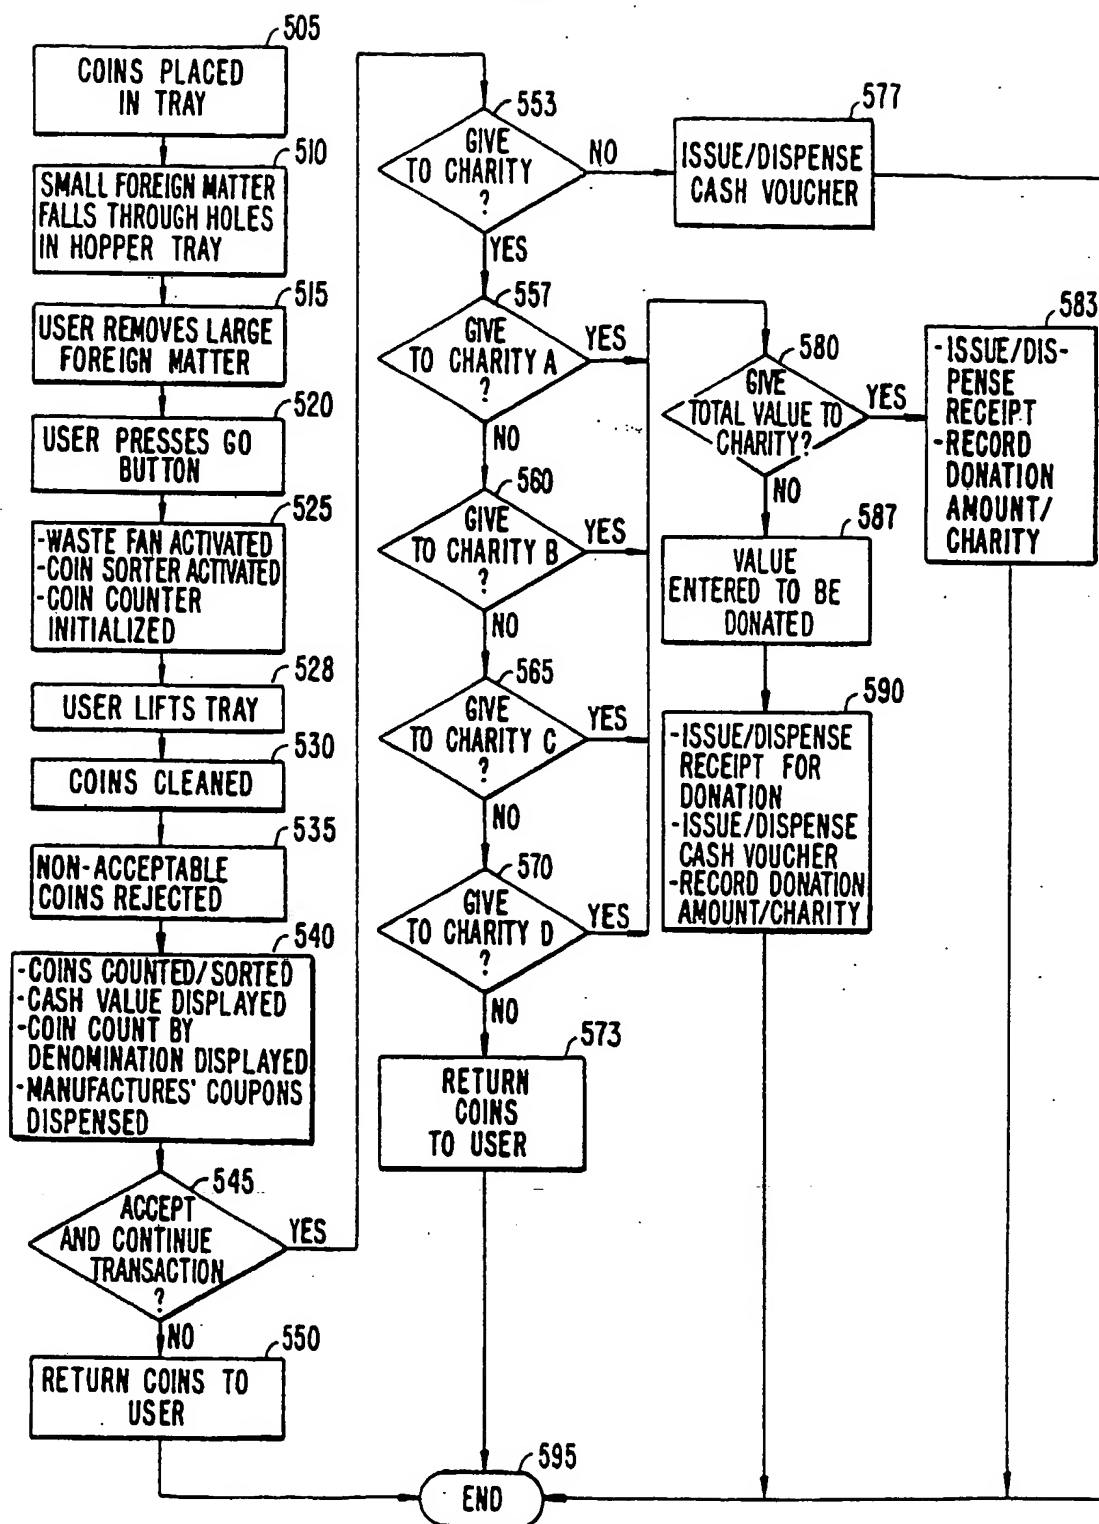 505
COINS PLACED
IN TRAY
510
SMALL FOREIGN MATTER
FALLS THROUGH HOLES
IN HOPPER TRAY
515
USER REMOVES LARGE
FOREIGN MATTER
520
USER PRESSES GO
BUTTON
525
-WASTE FAN ACTIVATED
-COIN SORTER ACTIVATED
-COIN COUNTER
INITIALIZED
528
USER LIFTS TRAY
530
COINS CLEANED
535
NON-ACCEPTABLE
COINS REJECTED
540
-COINS COUNTED/SORTED
-CASH VALUE DISPLAYED
-COIN COUNT BY
DENOMINATION DISPLAYED
-MANUFACTURES' COUPONS
DISPENSED
545
ACCEPT
AND CONTINUE
TRANSACTION
?
YES
NO
550
RETURN COINS TO
USER
553
GIVE
TO CHARITY
?
NO
YES
577
ISSUE/DISPENSE
CASH VOUCHER
557
GIVE
TO CHARITY A
?
YES
NO
560
GIVE
TO CHARITY B
?
YES
NO
565
GIVE
TO CHARITY C
?
YES
NO
570
GIVE
TO CHARITY D
?
YES
NO
573
RETURN
COINS
TO USER
580
GIVE
TOTAL VALUE TO
CHARITY?
YES
NO
583
-ISSUE/DIS-
PENSE
RECEIPT
-RECORD
DONATION
AMOUNT/
CHARITY
587
VALUE
ENTERED TO BE
DONATED
590
-ISSUE/DISPENSE
RECEIPT FOR
DONATION
-ISSUE/DISPENSE
CASH VOUCHER
-RECORD DONATION
AMOUNT/CHARITY
595
END